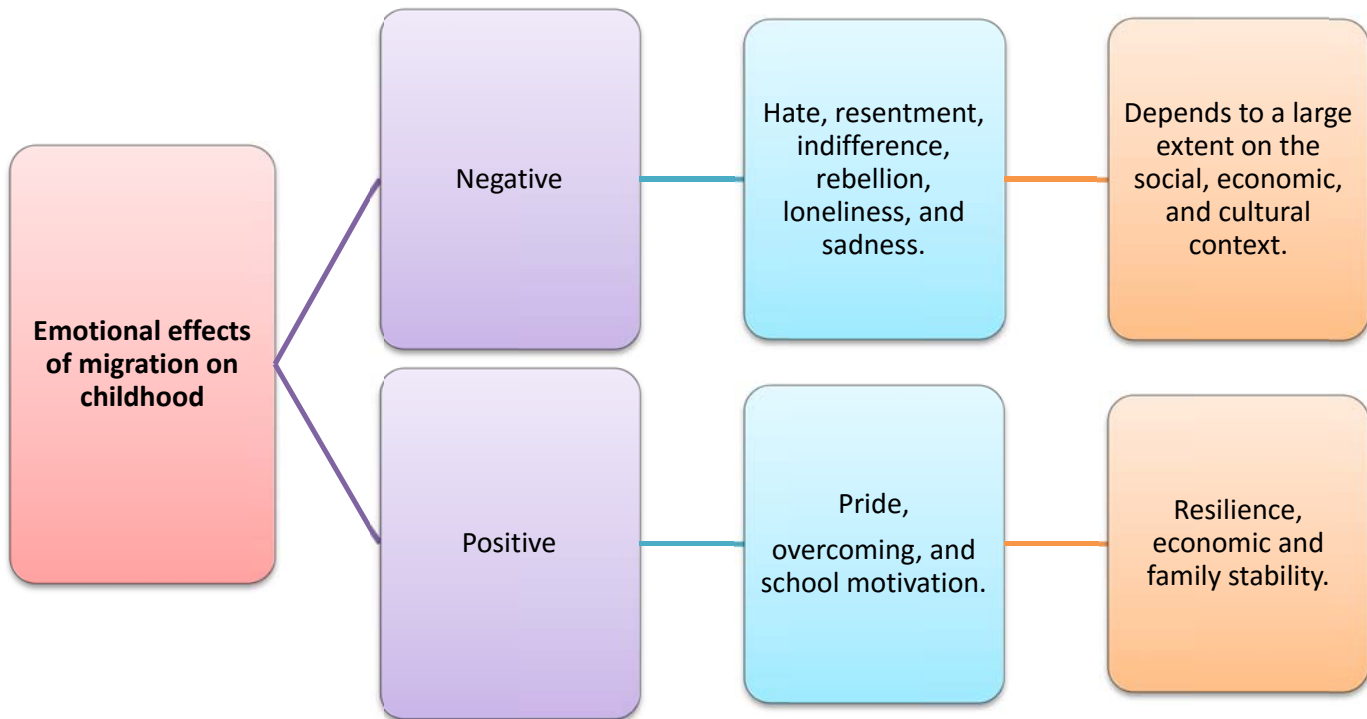 Emotional effects
of migration on
childhood
Negative
Hate, resentment,
indifference,
rebellion,
loneliness, and
sadness.
Depends to a large
extent on the
social, economic,
and cultural
context.
Positive
Pride,
overcoming, and
school motivation.
Resilience,
economic and
family stability.